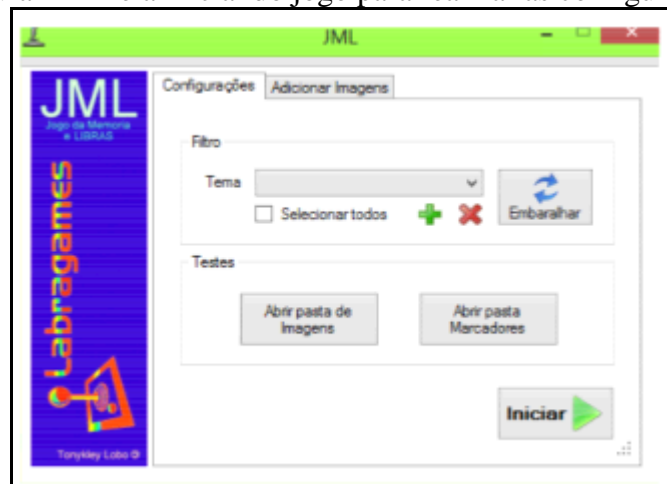 JML
JML
Jogo da Memoria
e LIBRAS
Labragames
Tonykley Lobo ®
Configurações
Adicionar Imagens
Filtro
Tema
Selecionar todos
Embaralhar
Testes
Abrir pasta de
Imagens
Abrir pasta
Marcadores
Iniciar